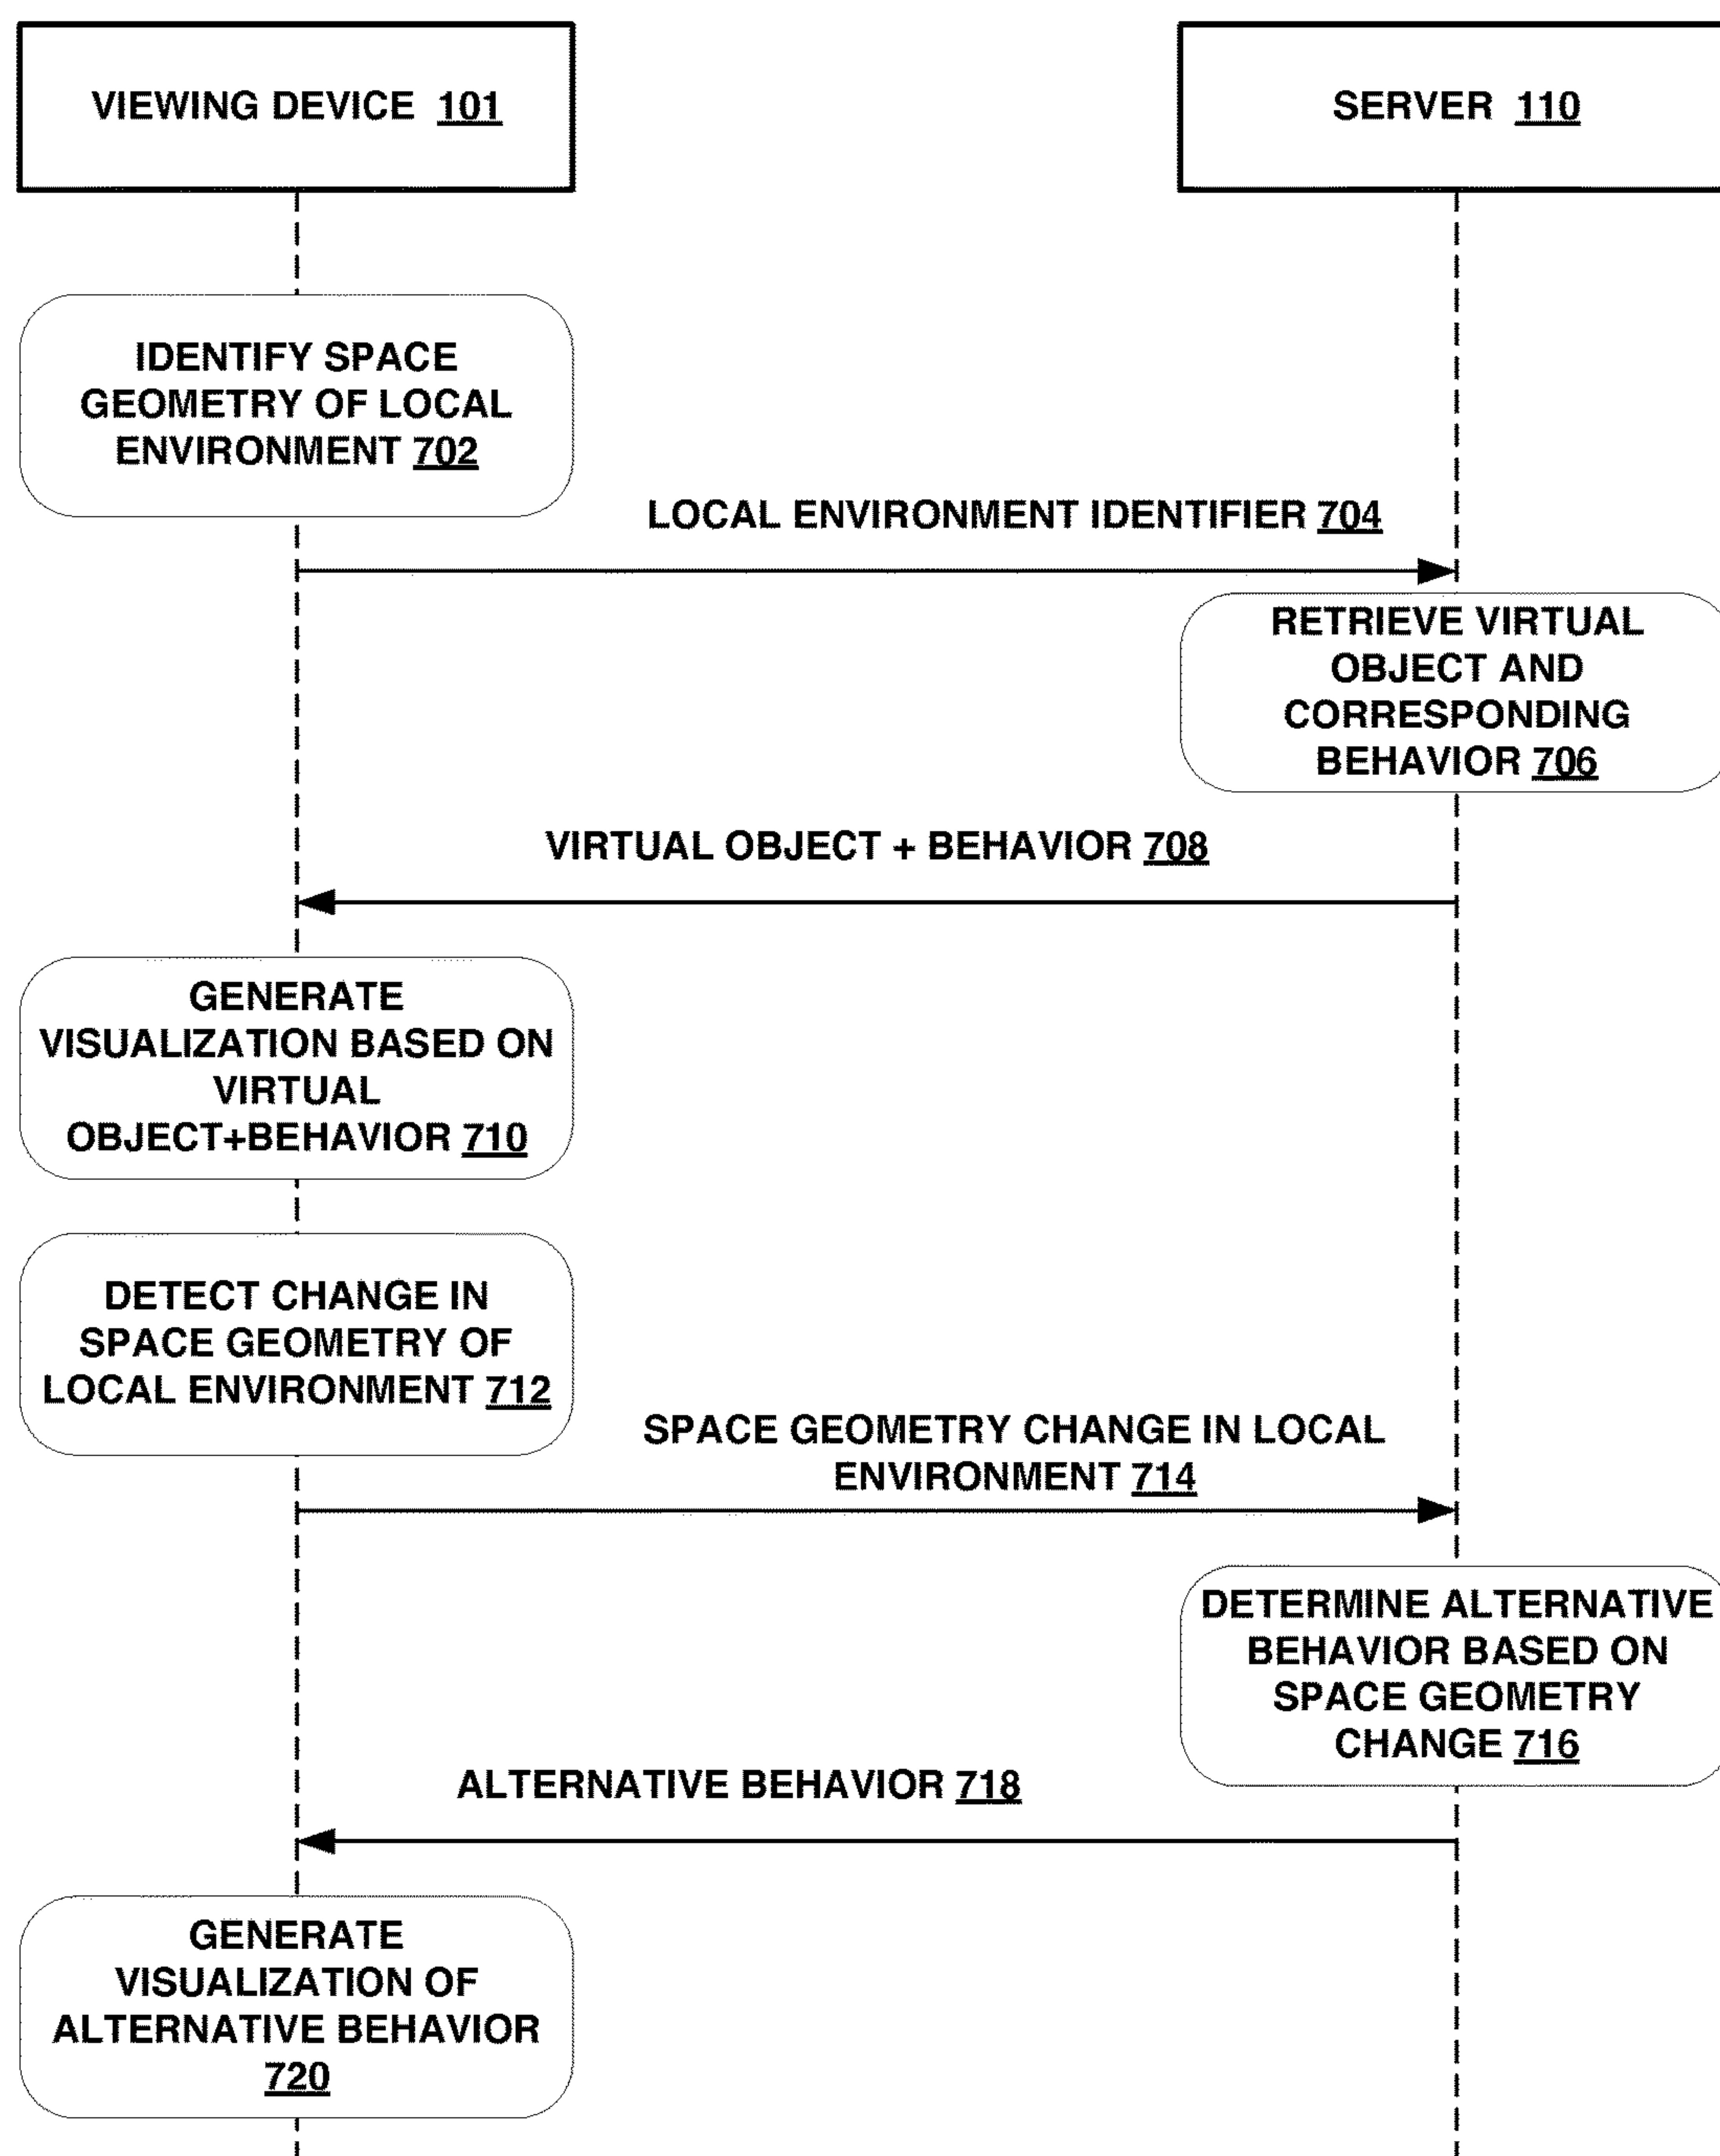 VIEWING DEVICE 101
SERVER 110
IDENTIFY SPACE
GEOMETRY OF LOCAL
ENVIRONMENT 702
LOCAL ENVIRONMENT IDENTIFIER 704
RETRIEVE VIRTUAL
OBJECT AND
CORRESPONDING
BEHAVIOR 706
VIRTUAL OBJECT + BEHAVIOR 708
GENERATE
VISUALIZATION BASED ON
VIRTUAL
OBJECT+BEHAVIOR 710
DETECT CHANGE IN
SPACE GEOMETRY OF
LOCAL ENVIRONMENT 712
SPACE GEOMETRY CHANGE IN LOCAL
ENVIRONMENT 714
DETERMINE ALTERNATIVE
BEHAVIOR BASED ON
SPACE GEOMETRY
CHANGE 716
ALTERNATIVE BEHAVIOR 718
GENERATE
VISUALIZATION OF
ALTERNATIVE BEHAVIOR
720